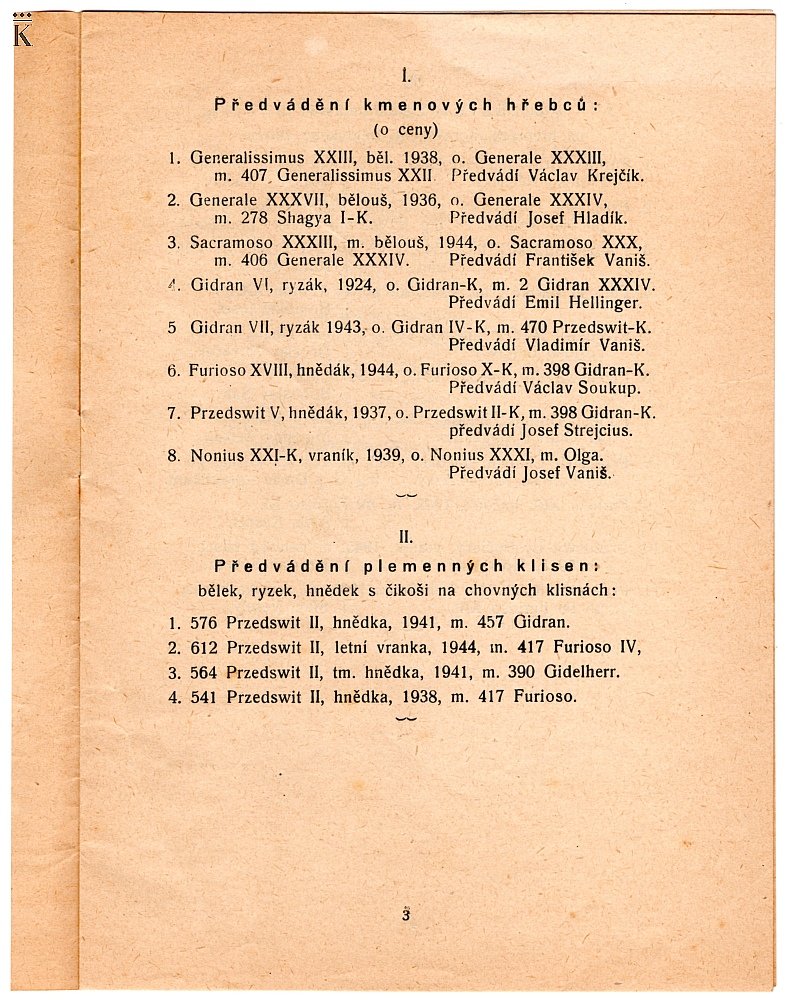 K
I.
Předvádění kmenových hřebců:
(o ceny)
1. Generalissimus XXIII, běl. 1938, o. Generale XXXIII,
m. 407 Generalissimus XXII Předvádí Václav Krejčík.
2. Generale XXXVII, bělouš, 1936, o. Generale XXXIV,
m. 278 Shagya I-K. Předvádí Josef Hladík.
3. Sacramoso XXXIII, m. bělouš, 1944, o. Sacramoso XXX,
m. 406 Generale XXXIV. Předvádí František Vaniš.
4. Gidran VI, ryzák, 1924, o. Gidran-K, m. 2 Gidran XXXIV.
Předvádí Emil Hellinger.
5 Gidran VII, ryzák 1943, o. Gidran IV-K, m. 470 Przedswit-K.
Předvádí Vladimír Vaniš.
6. Furioso XVIII, hnědák, 1944, o. Furioso X-K, m. 398 Gidran-K.
Předvádí Václav Soukup.
7. Przedswit V, hnědák, 1937, o. Przedswit II-K, m. 398 Gidran-K.
předvádí Josef Strejcius.
8. Nonius XXI-K, vraník, 1939, o. Nonius XXXI, m. Olga.
Předvádí Josef Vaniš.
II.
Předvádění plemenných klisen:
bělek, ryzek, hnědek s čikoši na chovných klisnách:
1. 576 Przedswit II, hnědka, 1941, m. 457 Gidran.
2. 612 Przedswit II, letní vranka, 1944, m. 417 Furioso IV,
3. 564 Przedswit II, tm. hnědka, 1941, m. 390 Gidelherr.
4. 541 Przedswit II, hnědka, 1938, m. 417 Furioso.
3